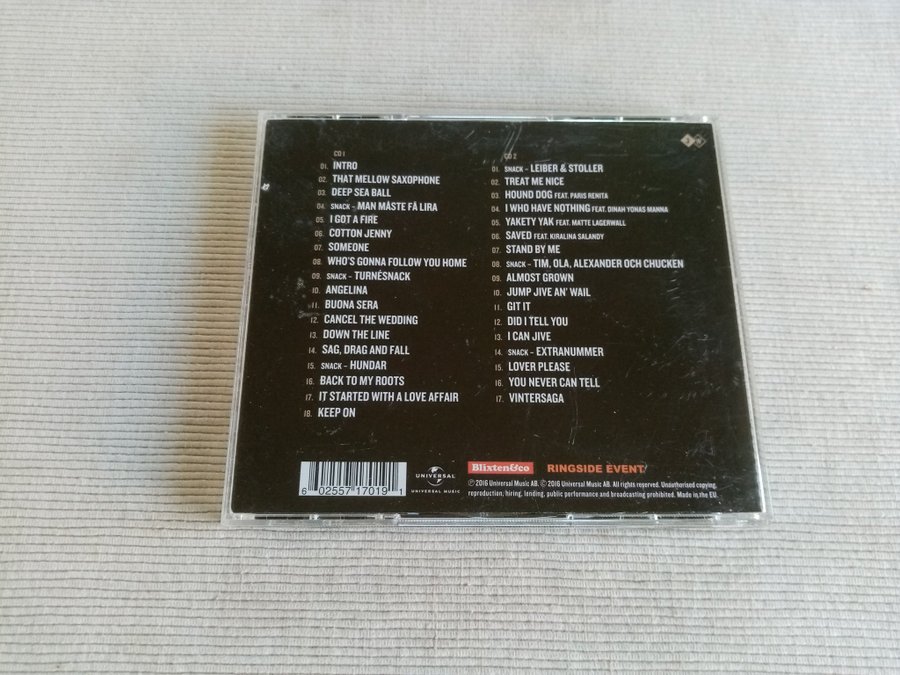 CD 1
01. INTRO
02. THAT MELLOW SAXOPHONE
03. DEEP SEA BALL
04. SNACK – MAN MÅSTE FÅ LIRA
05. I GOT A FIRE
06. COTTON JENNY
07. SOMEONE
08. WHO'S GONNA FOLLOW YOU HOME
09. SNACK – TURNÉSNACK
10. ANGELINA
11. BUONA SERA
12. CANCEL THE WEDDING
13. DOWN THE LINE
14. SAG, DRAG AND FALL
15. SNACK – HUNDAR
16. BACK TO MY ROOTS
17. IT STARTED WITH A LOVE AFFAIR
18. KEEP ON
CD 2
01. SNACK – LEIBER & STOLLER
02. TREAT ME NICE
03. HOUND DOG FEAT. PARIS RENITA
04. I WHO HAVE NOTHING FEAT. DINAH YONAS MANNA
05. YAKETY YAK FEAT. MATTE LAGERWALL
06. SAVED FEAT. KIRALINA SALANDY
07. STAND BY ME
08. SNACK – TIM, OLA, ALEXANDER OCH CHUCKEN
09. ALMOST GROWN
10. JUMP JIVE AN' WAIL
11. GIT IT
12. DID I TELL YOU
13. I CAN JIVE
14. SNACK – EXTRANUMMER
15. LOVER PLEASE
16. YOU NEVER CAN TELL
17. VINTERSAGA
6 02557 17019 1
UNIVERSAL
UNIVERSAL MUSIC
Blixten&co
RINGSIDE EVENT
℗ 2016 Universal Music AB. © 2016 Universal Music AB. All rights reserved. Unauthorised copying,
reproduction, hiring, lending, public performance and broadcasting prohibited. Made in the EU.